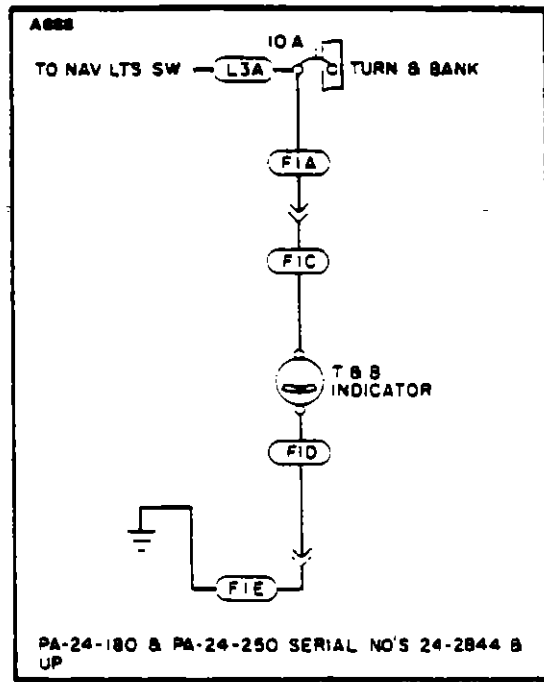 A688
10 A
TO NAV LTS SW L3A TURN & BANK
F1A
F1C
T & B
INDICATOR
F1D
F1E
PA-24-180 & PA-24-250 SERIAL NO'S 24-2844 &
UP